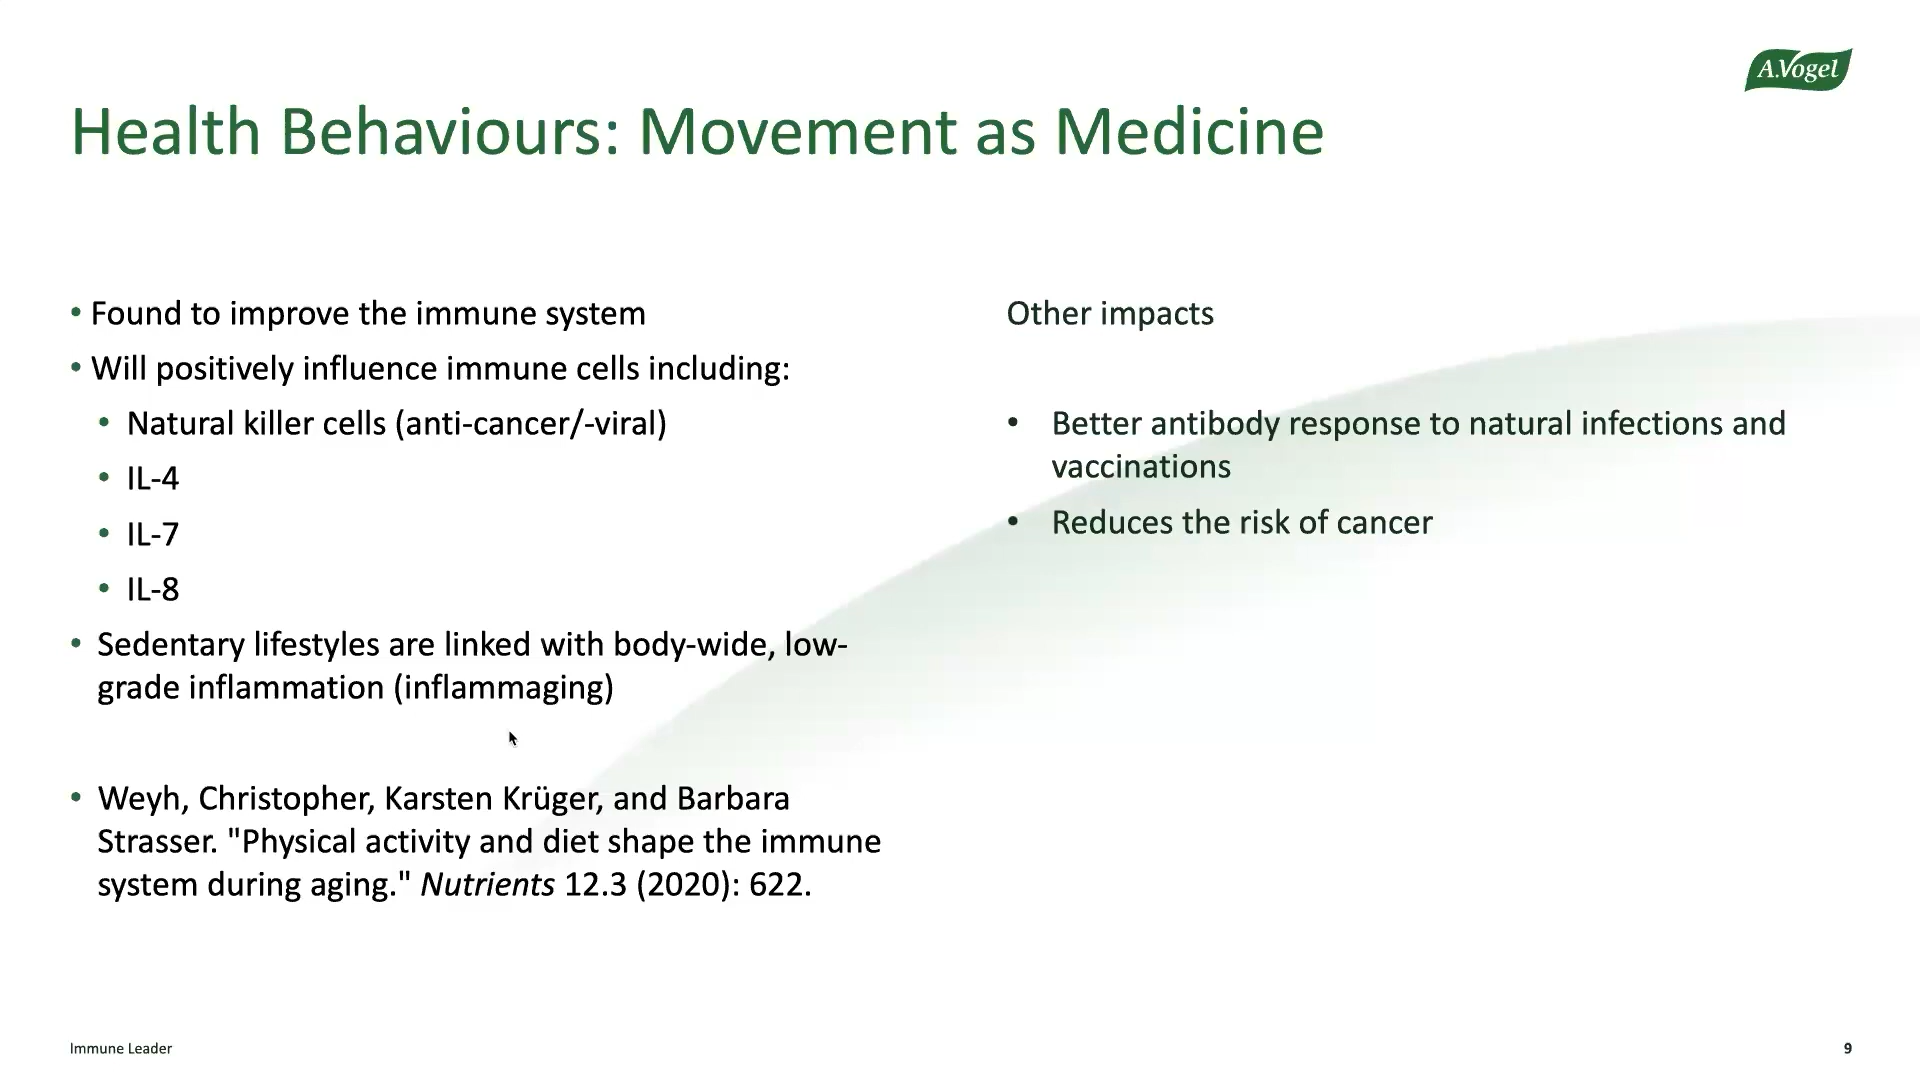 A.Vogel
Health Behaviours: Movement as Medicine
• Found to improve the immune system
• Will positively influence immune cells including:
• Natural killer cells (anti-cancer/-viral)
• IL-4
• IL-7
• IL-8
• Sedentary lifestyles are linked with body-wide, low-
grade inflammation (inflammaging)
• Weyh, Christopher, Karsten Krüger, and Barbara
Strasser. "Physical activity and diet shape the immune
system during aging." Nutrients 12.3 (2020): 622.
Other impacts
• Better antibody response to natural infections and
vaccinations
• Reduces the risk of cancer
Immune Leader
9